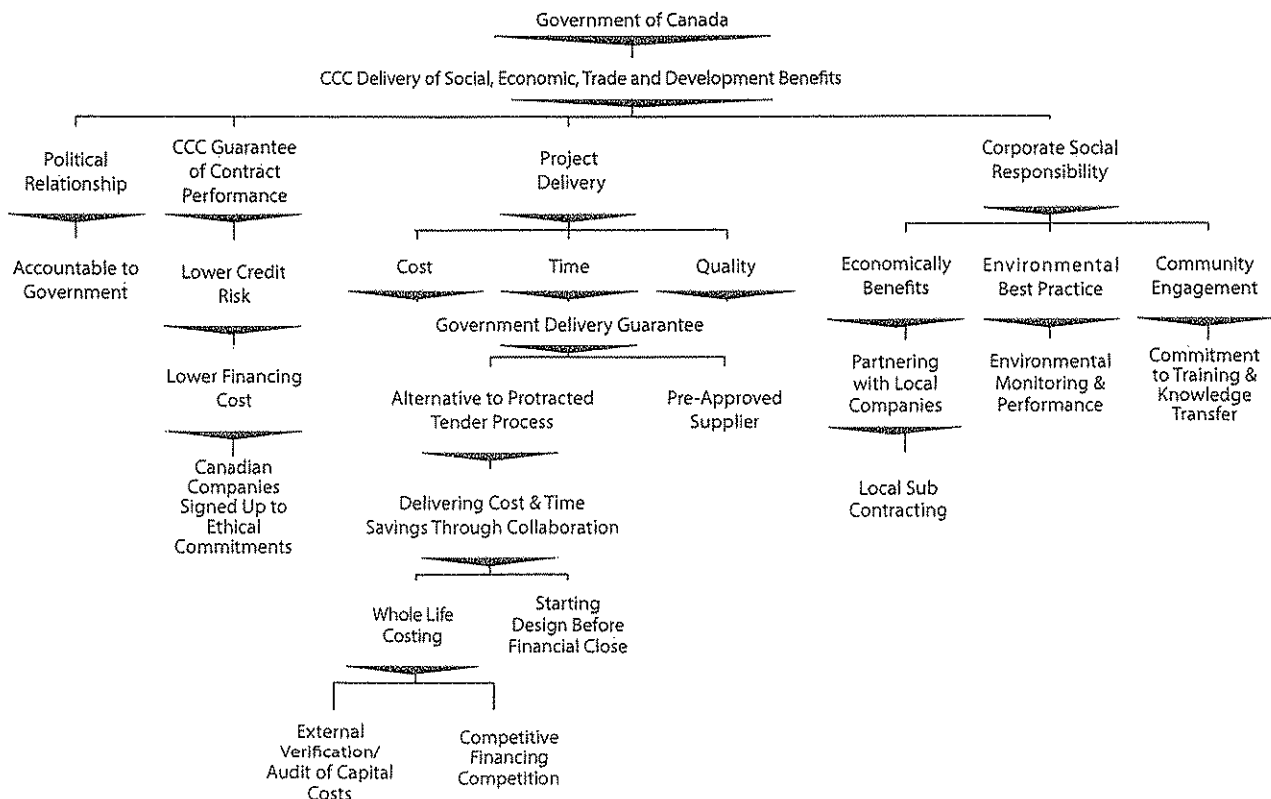 Government of Canada
CCC Delivery of Social, Economic, Trade and Development Benefits
Political
Relationship
CCC Guarantee
of Contract
Performance
Project
Delivery
Corporate Social
Responsibility
Accountable to
Government
Lower Credit
Risk
Cost
Time
Quality
Economically
Benefits
Environmental
Best Practice
Community
Engagement
Government Delivery Guarantee
Lower Financing
Cost
Alternative to Protracted
Tender Process
Pre-Approved
Supplier
Partnering
with Local
Companies
Environmental
Monitoring &
Performance
Commitment
to Training &
Knowledge
Transfer
Canadian
Companies
Signed Up to
Ethical
Commitments
Delivering Cost & Time
Savings Through Collaboration
Local Sub
Contracting
Whole Life
Costing
Starting
Design Before
Financial Close
External
Verification/
Audit of Capital
Costs
Competitive
Financing
Competition